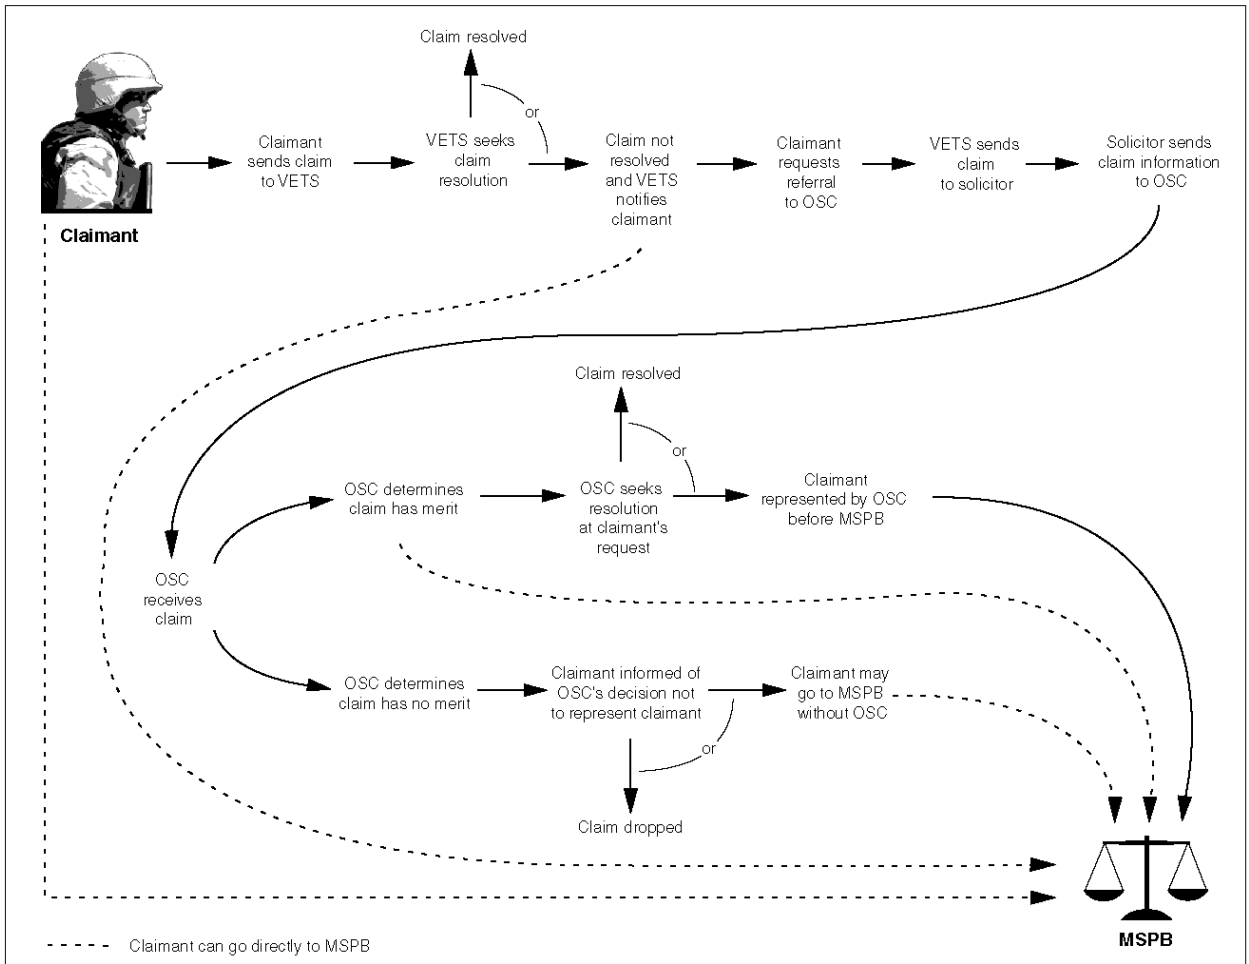 Claim resolved
or
Claimant
sends claim
to VETS
VETS seeks
claim
resolution
Claim not
resolved
and VETS
notifies
claimant
Claimant
requests
referral
to OSC
VETS sends
claim
to solicitor
Solicitor sends
claim information
to OSC
Claimant
Claim resolved
or
OSC determines
claim has merit
OSC seeks
resolution
at claimant's
request
Claimant
represented by OSC
before MSPB
OSC
receives
claim
OSC determines
claim has no merit
Claimant informed of
OSC's decision not
to represent claimant
Claimant may
go to MSPB
without OSC
or
Claim dropped
MSPB
Claimant can go directly to MSPB